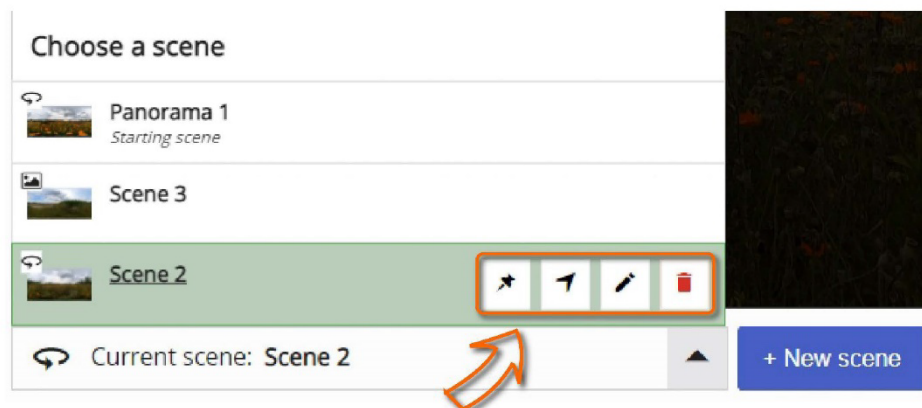 Choose a scene
Panorama 1
Starting scene
Scene 3
Scene 2
Current scene: Scene 2
+ New scene